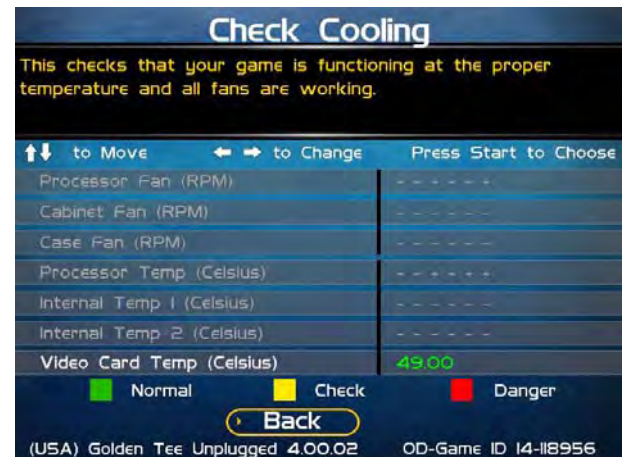 Check Cooling
This checks that your game is functioning at the proper
temperature and all fans are working.
to Move to Change Press Start to Choose
Processor Fan (RPM) ------
Cabinet Fan (RPM) ------
Case Fan (RPM) ------
Processor Temp (Celsius) ------
Internal Temp 1 (Celsius) ------
Internal Temp 2 (Celsius) ------
Video Card Temp (Celsius) 49.00
Normal Check Danger
Back
(USA) Golden Tee Unplugged 4.00.02 OD-Game ID 14-118956